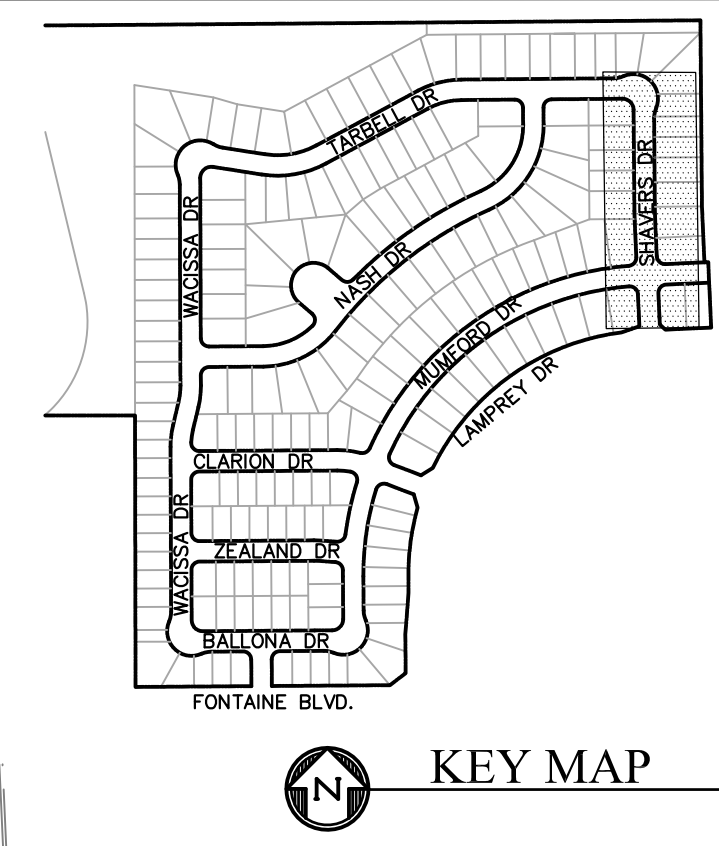 TARBELL DR
SHAVERS DR
WACISSA DR
NASH DR
MUMFORD DR
LAMPREY DR
CLARION DR
WACISSA DR
ZEALAND DR
BALLONA DR
FONTAINE BLVD.
N
KEY MAP